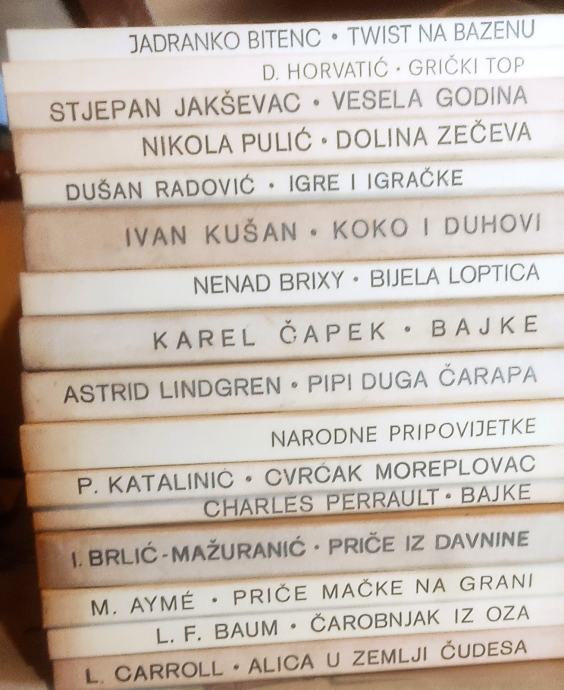 JADRANKO BITENC • TWIST NA BAZENU
D. HORVATIĆ • GRIČKI TOP
STJEPAN JAKŠEVAC • VESELA GODINA
NIKOLA PULIĆ • DOLINA ZEČEVA
DUŠAN RADOVIĆ • IGRE I IGRAČKE
IVAN KUŠAN • KOKO I DUHOVI
NENAD BRIXY • BIJELA LOPTICA
KAREL ČAPEK • BAJKE
ASTRID LINDGREN • PIPI DUGA ČARAPA
NARODNE PRIPOVIJETKE
P. KATALINIĆ • CVRČAK MOREPLOVAC
CHARLES PERRAULT • BAJKE
I. BRLIĆ-MAŽURANIĆ • PRIČE IZ DAVNINE
M. AYMÉ • PRIČE MAČKE NA GRANI
L. F. BAUM • ČAROBNJAK IZ OZA
L. CARROLL • ALICA U ZEMLJI ČUDESA